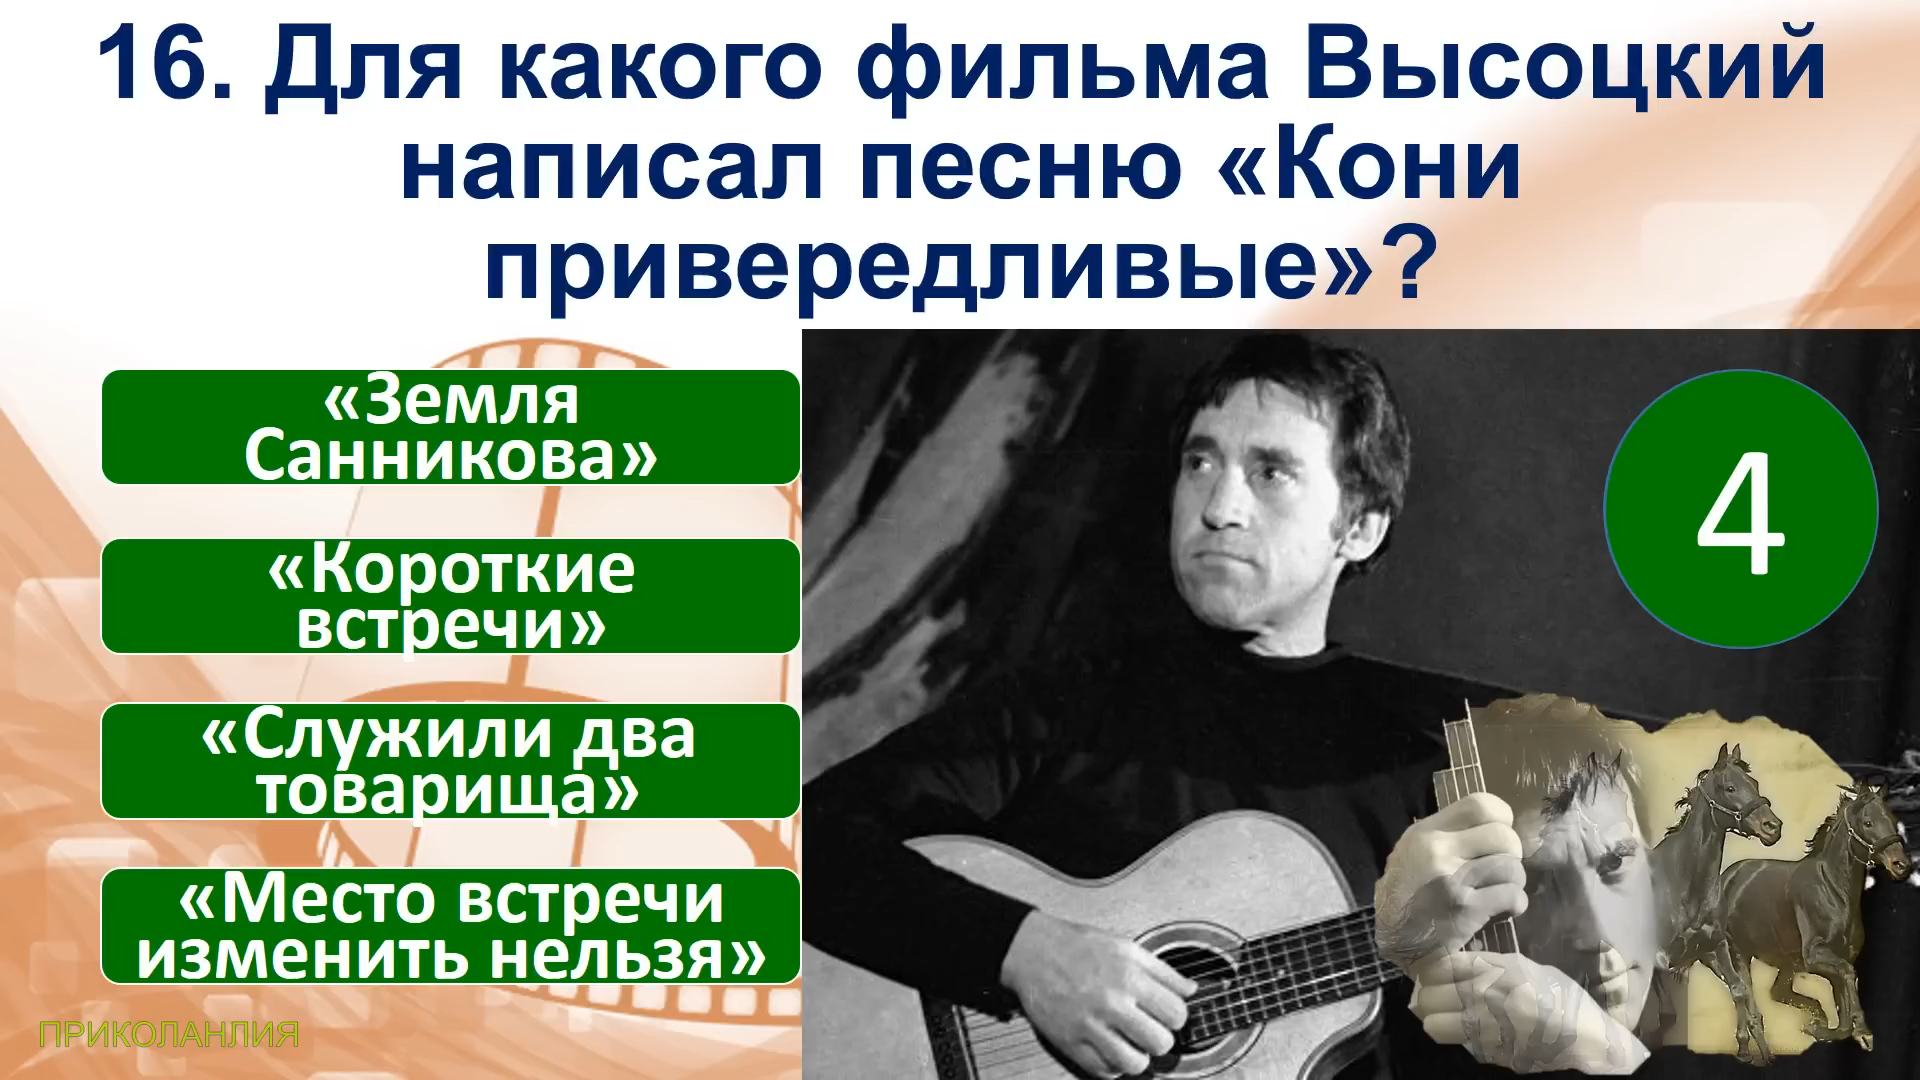 16. Для какого фильма Высоцкий
написал песню «Кони
привередливые»?
«Земля
Санникова»
«Короткие
встречи»
«Служили два
товарища»
«Место встречи
изменить нельзя»
4
ПРИКОЛАНЛИЯ